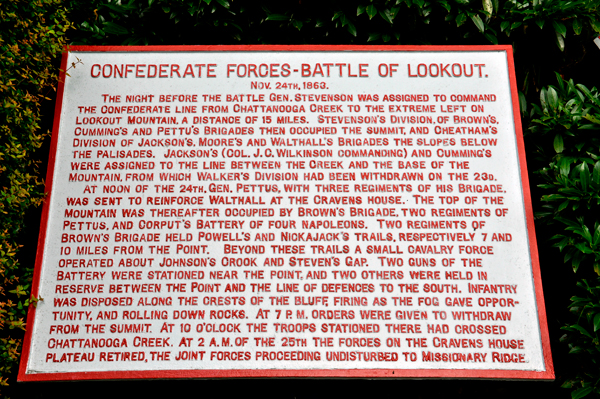 CONFEDERATE FORCES-BATTLE OF LOOKOUT.
NOV. 24TH, 1863.
THE NIGHT BEFORE THE BATTLE GEN. STEVENSON WAS ASSIGNED TO COMMAND
THE CONFEDERATE LINE FROM CHATTANOOGA CREEK TO THE EXTREME LEFT ON
LOOKOUT MOUNTAIN, A DISTANCE OF 15 MILES. STEVENSON'S DIVISION, OF BROWN'S,
CUMMING'S AND PETTU'S BRIGADES THEN OCCUPIED THE SUMMIT, AND CHEATHAM'S
DIVISION OF JACKSON'S, MOORE'S AND WALTHALL'S BRIGADES THE SLOPES BELOW
THE PALISADES. JACKSON'S (COL. J.C. WILKINSON COMMANDING) AND CUMMING'S
WERE ASSIGNED TO THE LINE BETWEEN THE CREEK AND THE BASE OF THE
MOUNTAIN, FROM WHICH WALKER'S DIVISION HAD BEEN WITHDRAWN ON THE 23D.
AT NOON OF THE 24TH, GEN. PETTUS, WITH THREE REGIMENTS OF HIS BRIGADE,
WAS SENT TO REINFORCE WALTHALL AT THE CRAVENS HOUSE. THE TOP OF THE
MOUNTAIN WAS THEREAFTER OCCUPIED BY BROWN'S BRIGADE, TWO REGIMENTS OF
PETTUS, AND CORPUT'S BATTERY OF FOUR NAPOLEONS. TWO REGIMENTS OF
BROWN'S BRIGADE HELD POWELL'S AND NICKAJACK'S TRAILS, RESPECTIVELY 7 AND
10 MILES FROM THE POINT. BEYOND THESE TRAILS A SMALL CAVALRY FORCE
OPERATED ABOUT JOHNSON'S CROOK AND STEVEN'S GAP. TWO GUNS OF THE
BATTERY WERE STATIONED NEAR THE POINT, AND TWO OTHERS WERE HELD IN
RESERVE BETWEEN THE POINT AND THE LINE OF DEFENCES TO THE SOUTH. INFANTRY
WAS DISPOSED ALONG THE CRESTS OF THE BLUFF, FIRING AS THE FOG GAVE OPPOR-
TUNITY, AND ROLLING DOWN ROCKS. AT 7 P.M. ORDERS WERE GIVEN TO WITHDRAW
FROM THE SUMMIT. AT 10 O'CLOCK THE TROOPS STATIONED THERE HAD CROSSED
CHATTANOOGA CREEK. AT 2 A.M. OF THE 25TH THE FORCES ON THE CRAVENS HOUSE
PLATEAU RETIRED, THE JOINT FORCES PROCEEDING UNDISTURBED TO MISSIONARY RIDGE.